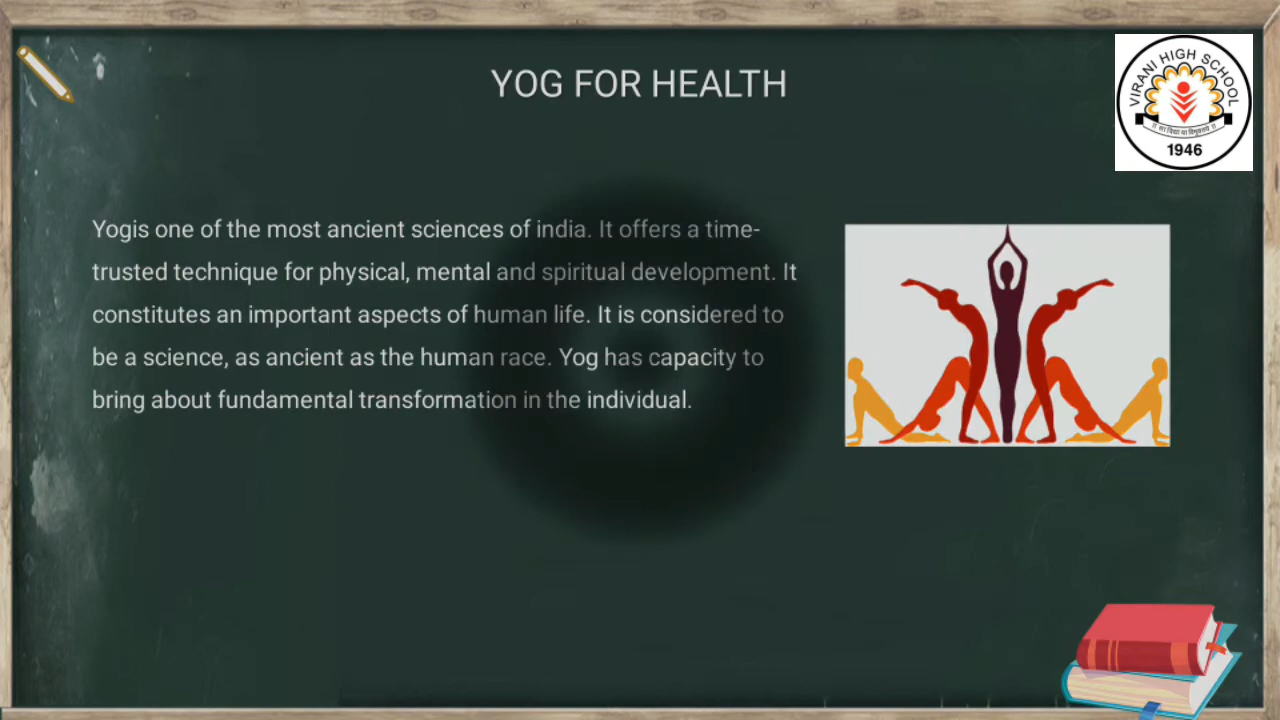 YOG FOR HEALTH
VIRANI HIGH SCHOOL
॥ सा विद्या या विमुक्तये ॥
1946
Yogis one of the most ancient sciences of india. It offers a time-
trusted technique for physical, mental and spiritual development. It
constitutes an important aspects of human life. It is considered to
be a science, as ancient as the human race. Yog has capacity to
bring about fundamental transformation in the individual.